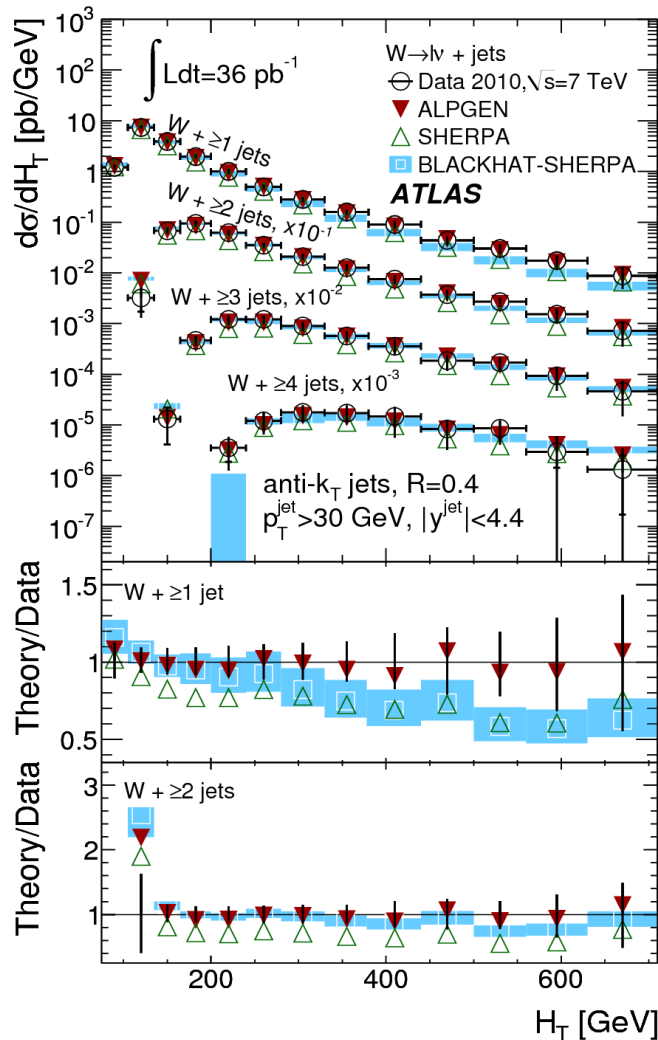 dσ/dH_T [pb/GeV]
10³
10²
10
1
10⁻¹
10⁻²
10⁻³
10⁻⁴
10⁻⁵
10⁻⁶
10⁻⁷
∫ Ldt=36 pb⁻¹
W→lν + jets
Data 2010,√s=7 TeV
ALPGEN
SHERPA
BLACKHAT-SHERPA
ATLAS
W + ≥1 jets
W + ≥2 jets, x10⁻¹
W + ≥3 jets, x10⁻²
W + ≥4 jets, x10⁻³
anti-k_T jets, R=0.4
p_T^jet>30 GeV, |y^jet|<4.4
Theory/Data
1.5
1
0.5
W + ≥1 jet
Theory/Data
3
2
1
W + ≥2 jets
200 400 600
H_T [GeV]